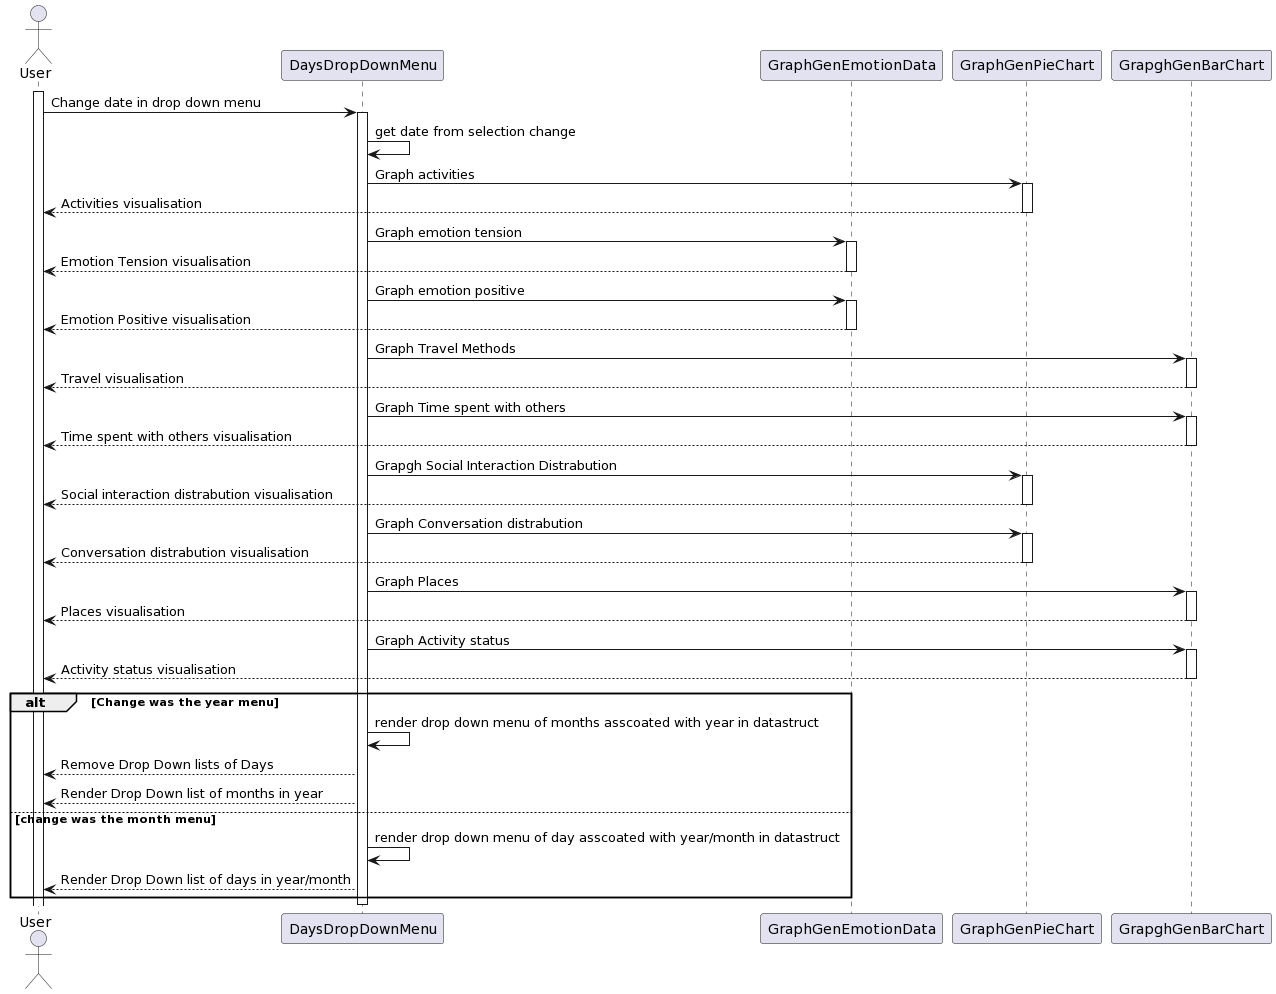 User
DaysDropDownMenu
GraphGenEmotionData
GraphGenPieChart
GrapghGenBarChart
Change date in drop down menu
get date from selection change
Graph activities
Activities visualisation
Graph emotion tension
Emotion Tension visualisation
Graph emotion positive
Emotion Positive visualisation
Graph Travel Methods
Travel visualisation
Graph Time spent with others
Time spent with others visualisation
Grapgh Social Interaction Distrabution
Social interaction distrabution visualisation
Graph Conversation distrabution
Conversation distrabution visualisation
Graph Places
Places visualisation
Graph Activity status
Activity status visualisation
alt [Change was the year menu]
render drop down menu of months asscoated with year in datastruct
Remove Drop Down lists of Days
Render Drop Down list of months in year
[change was the month menu]
render drop down menu of day asscoated with year/month in datastruct
Render Drop Down list of days in year/month
User
DaysDropDownMenu
GraphGenEmotionData
GraphGenPieChart
GrapghGenBarChart